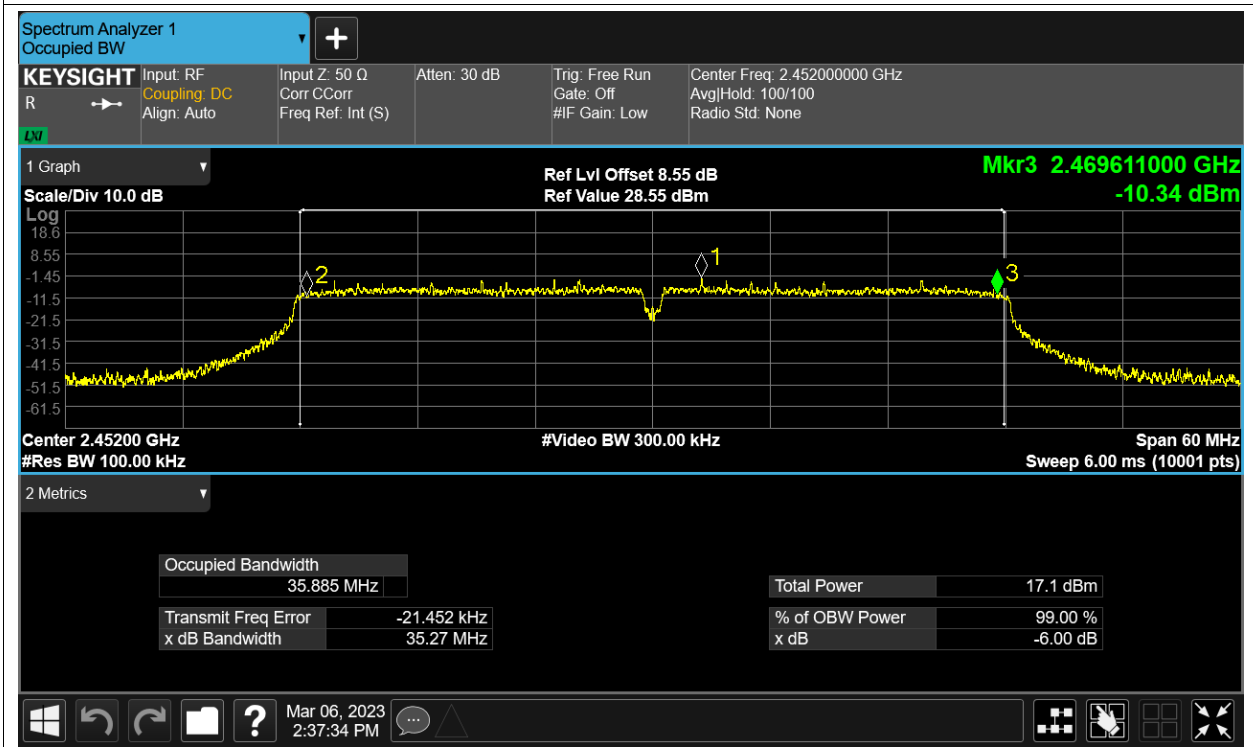 Spectrum Analyzer 1
Occupied BW
▼
+
KEYSIGHT
R
LXI
Input: RF
Coupling: DC
Align: Auto
Input Z: 50 Ω
Corr CCorr
Freq Ref: Int (S)
Atten: 30 dB
Trig: Free Run
Gate: Off
#IF Gain: Low
Center Freq: 2.452000000 GHz
Avg|Hold: 100/100
Radio Std: None
1 Graph ▼
Scale/Div 10.0 dB
Ref Lvl Offset 8.55 dB
Ref Value 28.55 dBm
Mkr3 2.469611000 GHz
-10.34 dBm
Log
18.6
8.55
-1.45
-11.5
-21.5
-31.5
-41.5
-51.5
-61.5
2
1
3
Center 2.45200 GHz
#Res BW 100.00 kHz
#Video BW 300.00 kHz
Span 60 MHz
Sweep 6.00 ms (10001 pts)
2 Metrics ▼
Occupied Bandwidth
35.885 MHz
Transmit Freq Error -21.452 kHz
x dB Bandwidth 35.27 MHz
Total Power 17.1 dBm
% of OBW Power 99.00 %
x dB -6.00 dB
?
Mar 06, 2023
2:37:34 PM